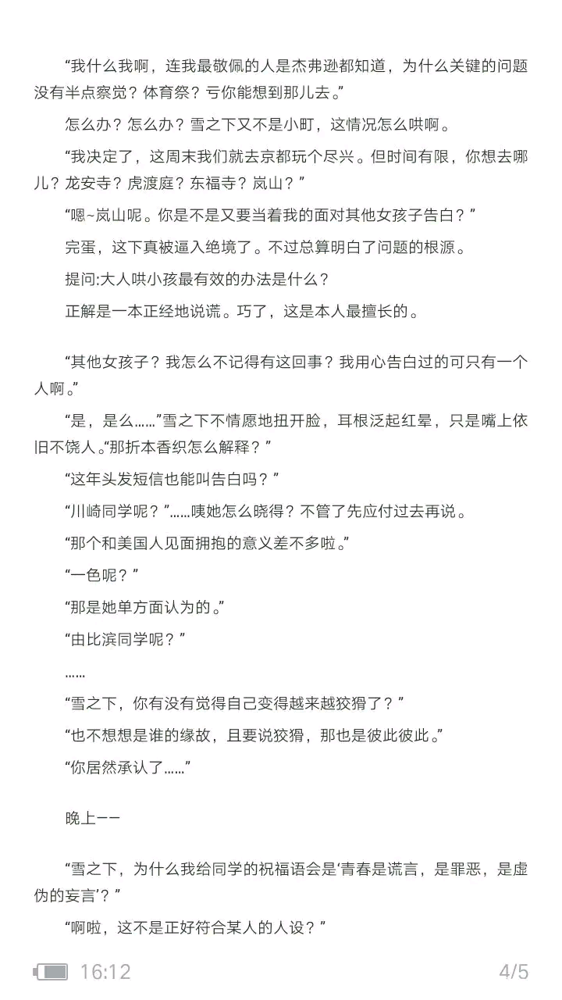 “我什么我啊，连我最敬佩的人是杰弗逊都知道，为什么关键的问题
没有半点察觉？体育祭？亏你能想到那儿去。”
怎么办？怎么办？雪之下又不是小町，这情况怎么哄啊。
“我决定了，这周末我们就去京都玩个尽兴。但时间有限，你想去哪
儿？龙安寺？虎渡庭？东福寺？岚山？”
“嗯~岚山呢。你是不是又要当着我的面对其他女孩子告白？”
完蛋，这下真被逼入绝境了。不过总算明白了问题的根源。
提问:大人哄小孩最有效的办法是什么？
正解是一本正经地说谎。巧了，这是本人最擅长的。
“其他女孩子？我怎么不记得有这回事？我用心告白过的可只有一个
人啊。”
“是，是么……”雪之下不情愿地扭开脸，耳根泛起红晕，只是嘴上依
旧不饶人。“那折本香织怎么解释？”
“这年头发短信也能叫告白吗？”
“川崎同学呢？”……咦她怎么晓得？不管了先应付过去再说。
“那个和美国人见面拥抱的意义差不多啦。”
“一色呢？”
“那是她单方面认为的。”
“由比滨同学呢？”
……
“雪之下，你有没有觉得自己变得越来越狡猾了？”
“也不想想是谁的缘故，且要说狡猾，那也是彼此彼此。”
“你居然承认了……”
晚上——
“雪之下，为什么我给同学的祝福语会是‘青春是谎言，是罪恶，是虚
伪的妄言’？”
“啊啦，这不是正好符合某人的人设？”
16:12
4/5